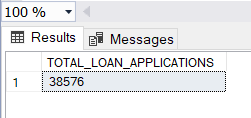 100 %
Results Messages
TOTAL_LOAN_APPLICATIONS
1 38576